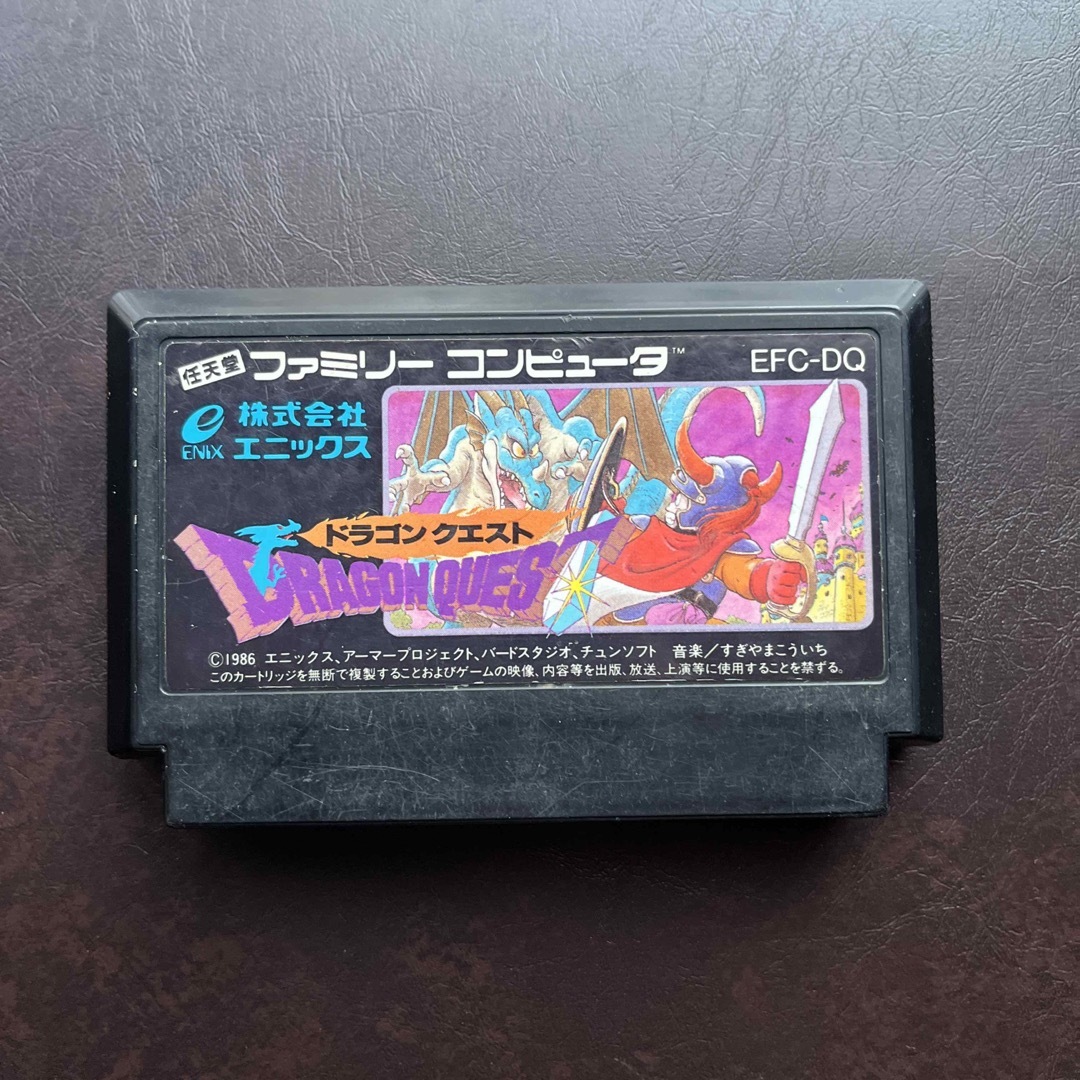 任天堂 ファミリー コンピュータ™ EFC-DQ
株式会社
ENIX エニックス
ドラゴン クエスト
DRAGON QUEST
©1986 エニックス、アーマープロジェクト、バードスタジオ、チュンソフト 音楽/すぎやまこういち
このカートリッジを無断で複製することおよびゲームの映像、内容等を出版、放送、上演等に使用することを禁ずる。